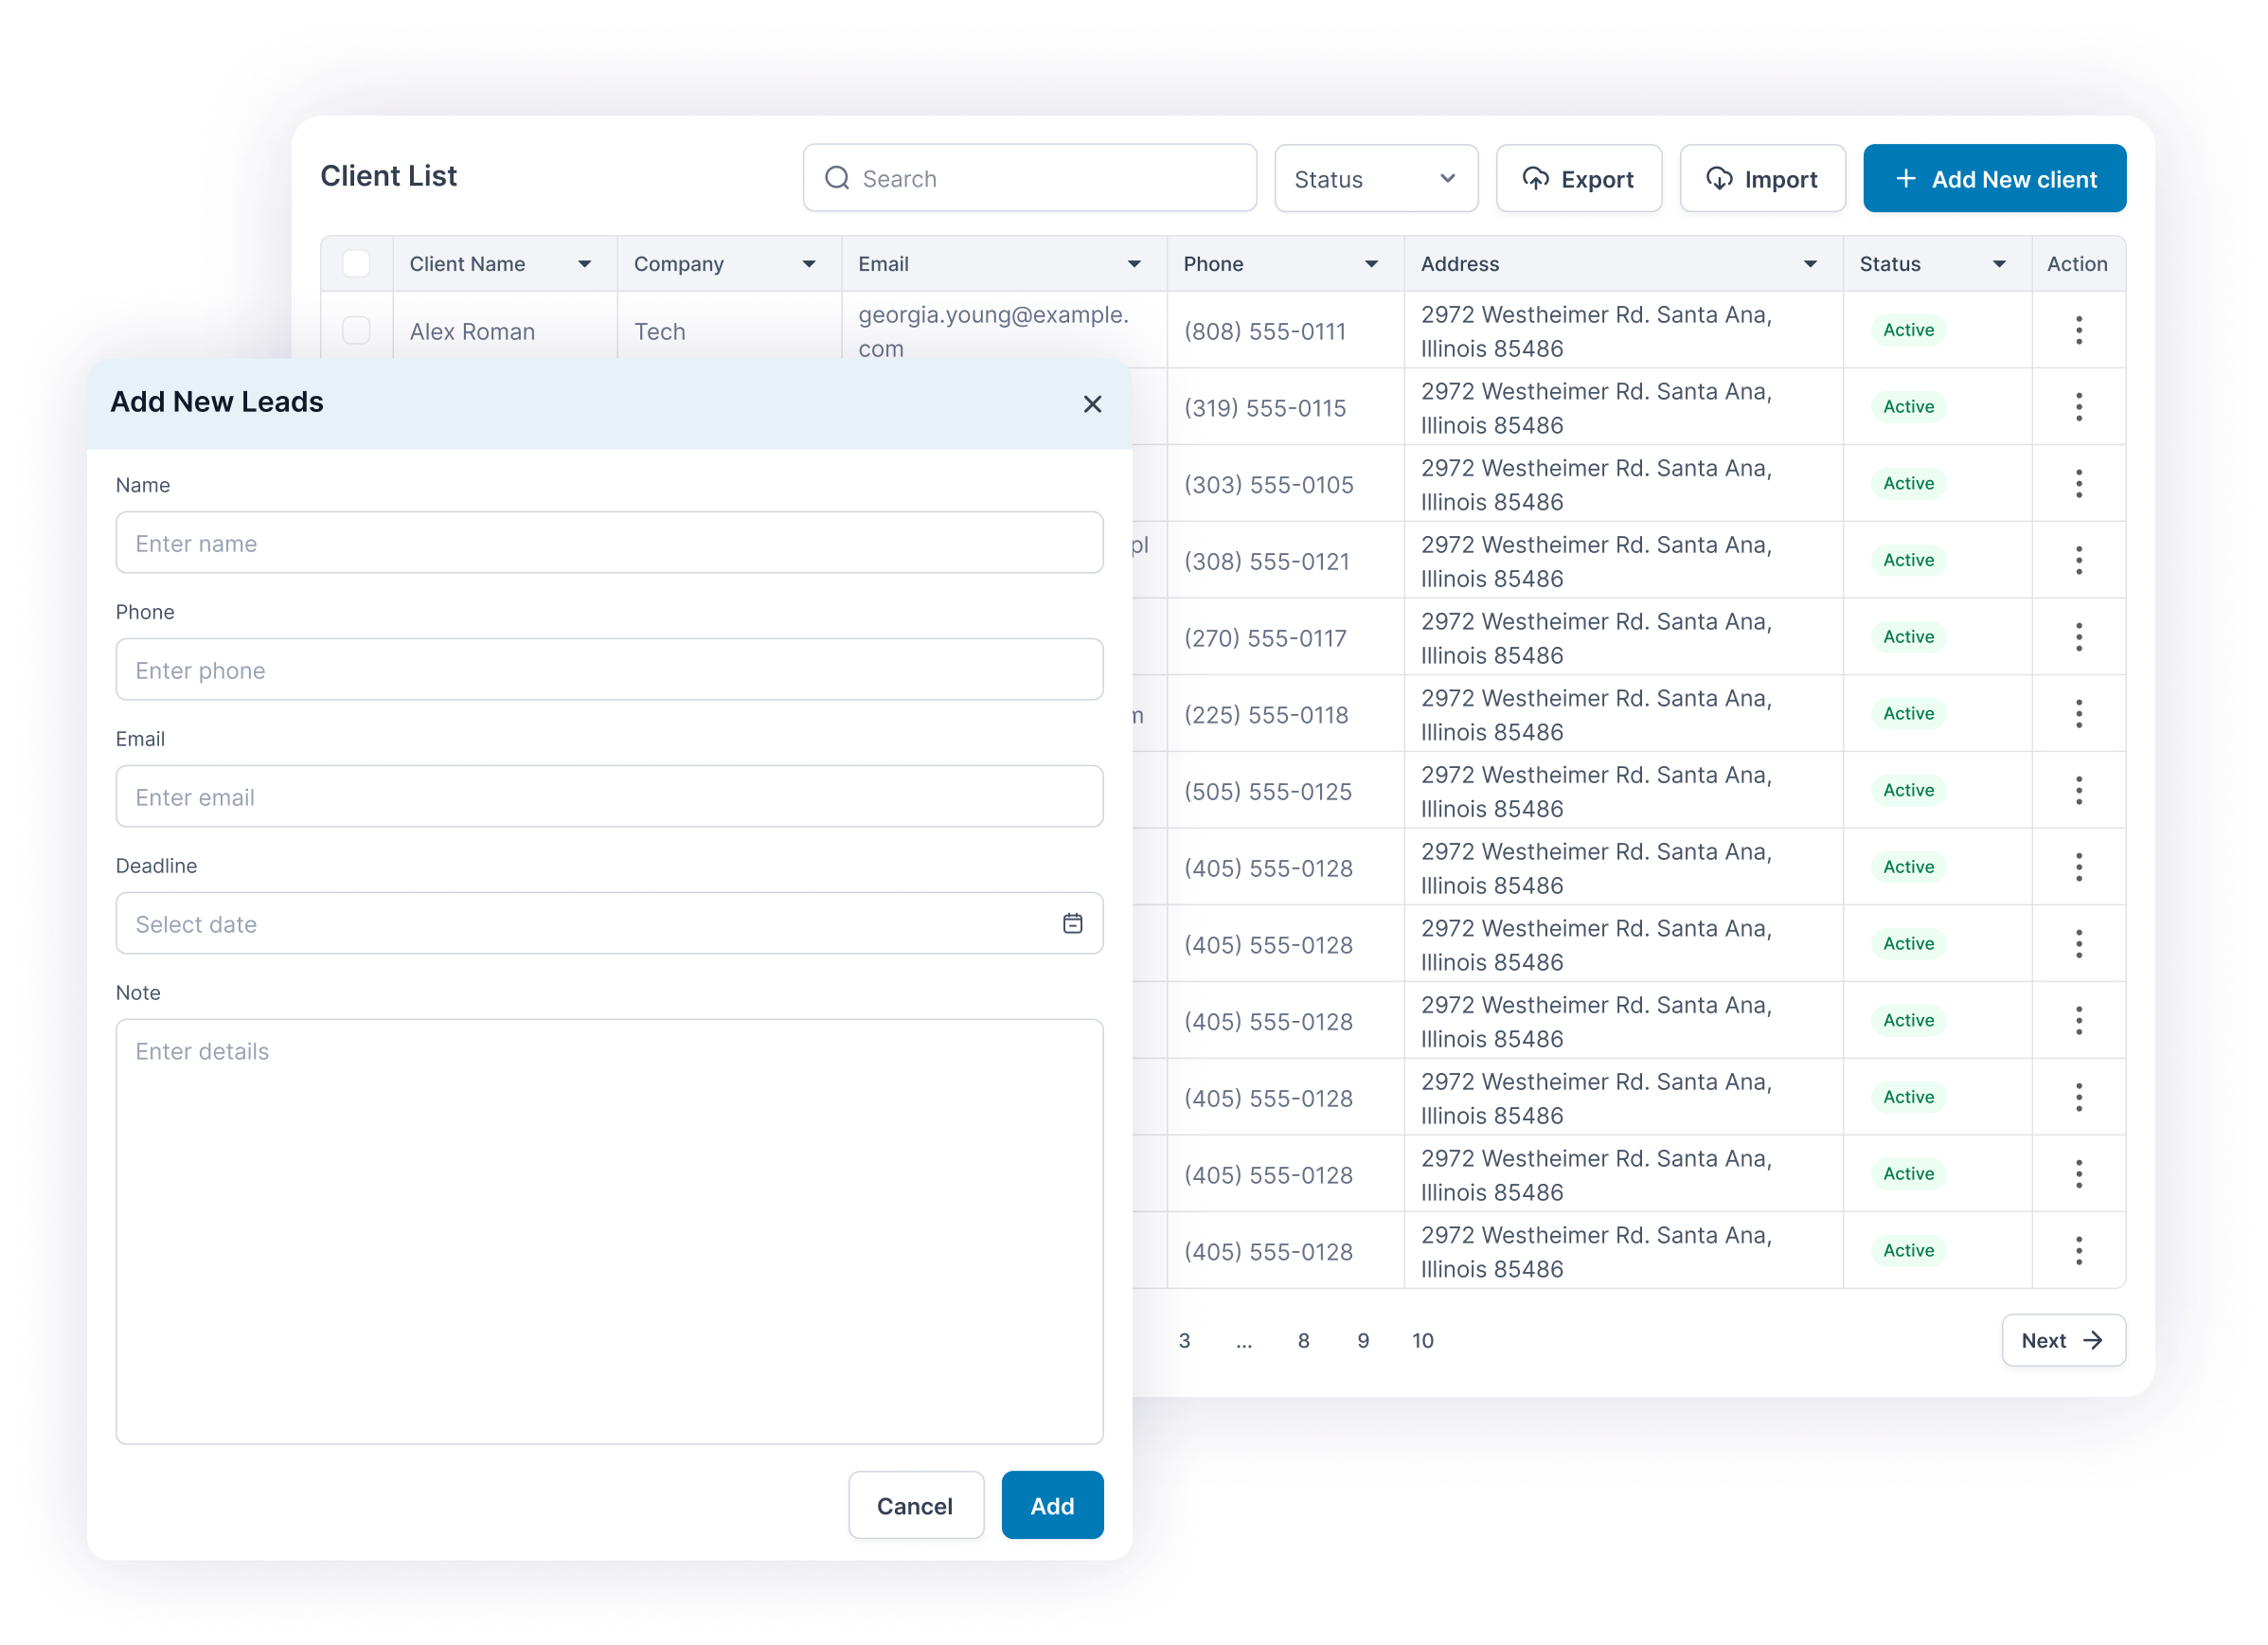 Client List
Search
Status
Export
Import
Add New client
Client Name
Company
Email
Phone
Address
Status
Action
Alex Roman
Tech
georgia.young@example.
com
(808) 555-0111
2972 Westheimer Rd. Santa Ana,
Illinois 85486
Active
(319) 555-0115
2972 Westheimer Rd. Santa Ana,
Illinois 85486
Active
(303) 555-0105
2972 Westheimer Rd. Santa Ana,
Illinois 85486
Active
pl
(308) 555-0121
2972 Westheimer Rd. Santa Ana,
Illinois 85486
Active
(270) 555-0117
2972 Westheimer Rd. Santa Ana,
Illinois 85486
Active
(225) 555-0118
2972 Westheimer Rd. Santa Ana,
Illinois 85486
Active
(505) 555-0125
2972 Westheimer Rd. Santa Ana,
Illinois 85486
Active
(405) 555-0128
2972 Westheimer Rd. Santa Ana,
Illinois 85486
Active
(405) 555-0128
2972 Westheimer Rd. Santa Ana,
Illinois 85486
Active
(405) 555-0128
2972 Westheimer Rd. Santa Ana,
Illinois 85486
Active
(405) 555-0128
2972 Westheimer Rd. Santa Ana,
Illinois 85486
Active
(405) 555-0128
2972 Westheimer Rd. Santa Ana,
Illinois 85486
Active
(405) 555-0128
2972 Westheimer Rd. Santa Ana,
Illinois 85486
Active
3 ... 8 9 10
Next
Add New Leads
Name
Enter name
Phone
Enter phone
Email
Enter email
Deadline
Select date
Note
Enter details
Cancel
Add